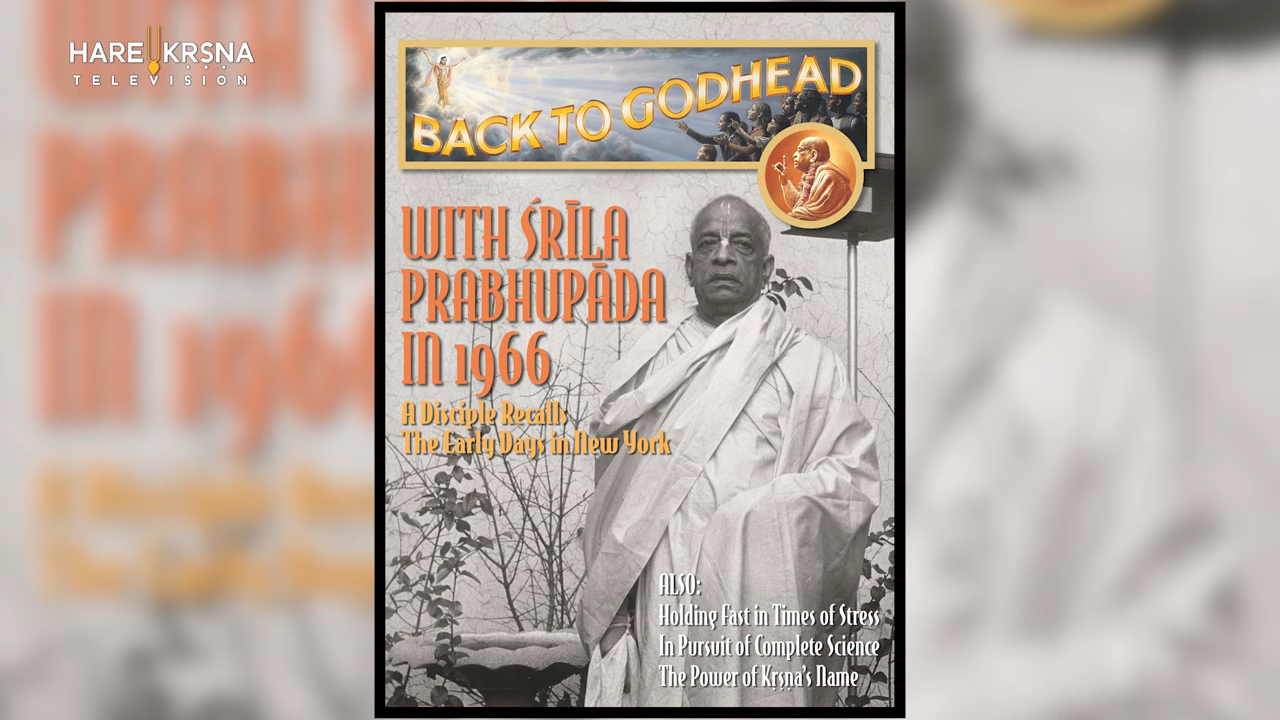 HARE KṚṢṆA
TELEVISION
BACK TO GODHEAD
WITH ŚRĪLA
PRABHUPĀDA
IN 1966
A Disciple Recalls
The Early Days in New York
ALSO:
Holding Fast in Times of Stress
In Pursuit of Complete Science
The Power of Kṛṣṇa's Name